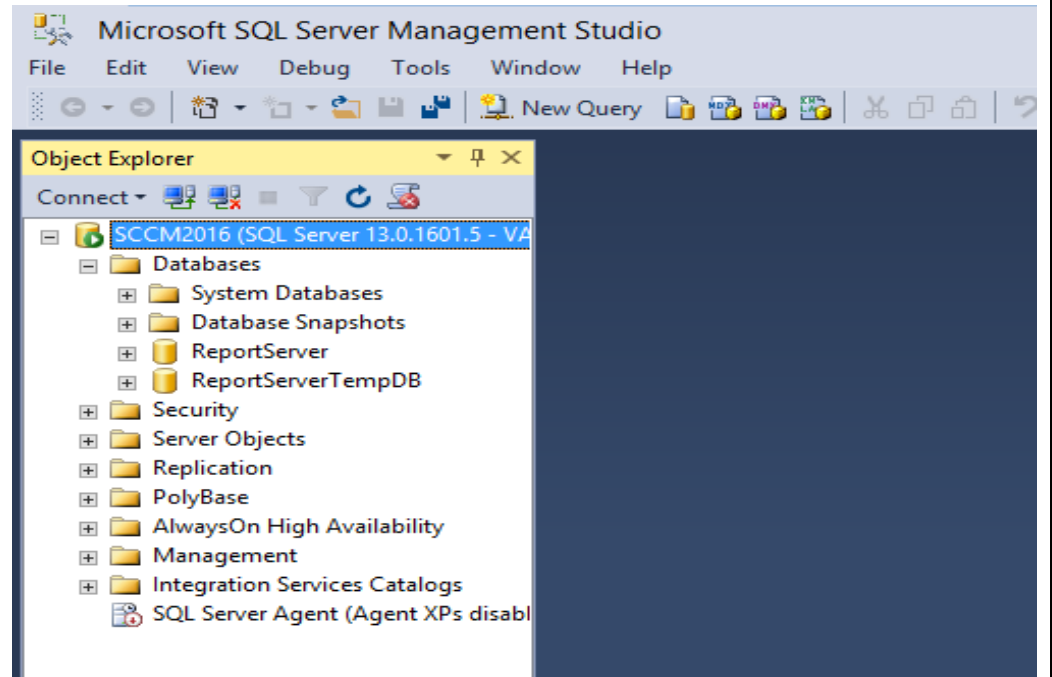 Microsoft SQL Server Management Studio
File Edit View Debug Tools Window Help
New Query
Object Explorer
Connect
SCCM2016 (SQL Server 13.0.1601.5 - VA
Databases
System Databases
Database Snapshots
ReportServer
ReportServerTempDB
Security
Server Objects
Replication
PolyBase
AlwaysOn High Availability
Management
Integration Services Catalogs
SQL Server Agent (Agent XPs disabl